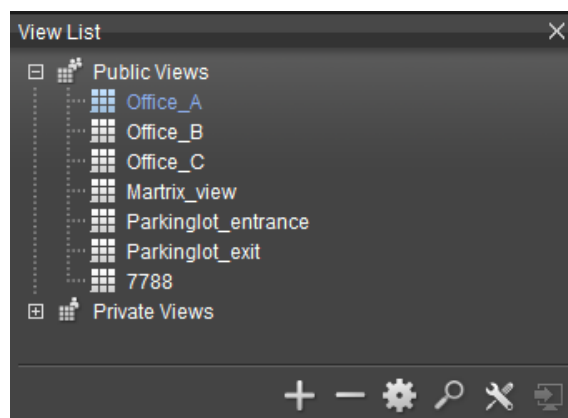 View List
Public Views
Office_A
Office_B
Office_C
Martrix_view
Parkinglot_entrance
Parkinglot_exit
7788
Private Views